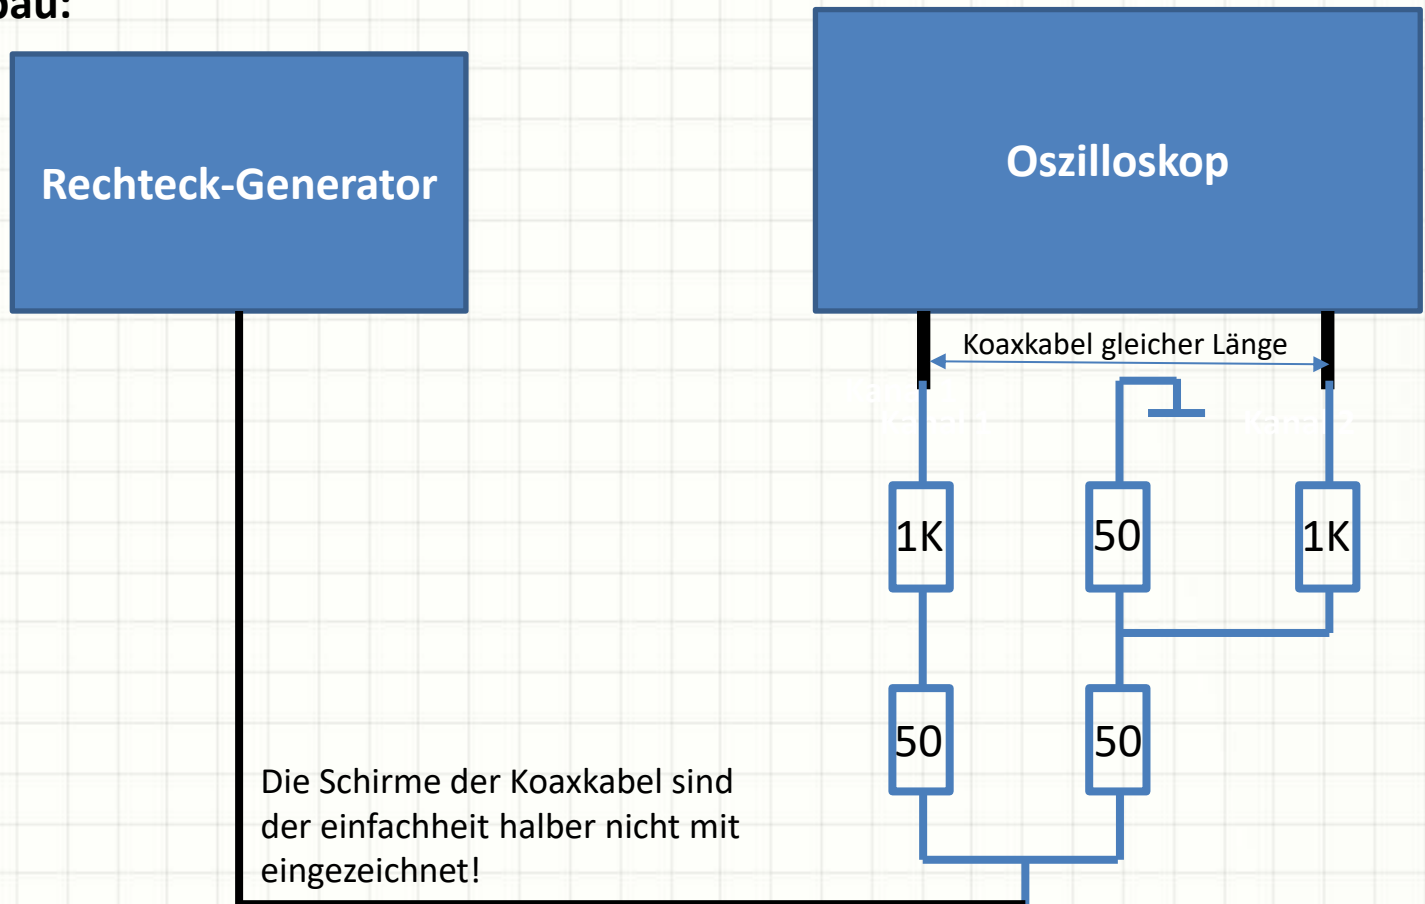 Rechteck-Generator
Oszilloskop
Koaxkabel gleicher Länge
1K
50
1K
50
50
Die Schirme der Koaxkabel sind
der einfachheit halber nicht mit
eingezeichnet!